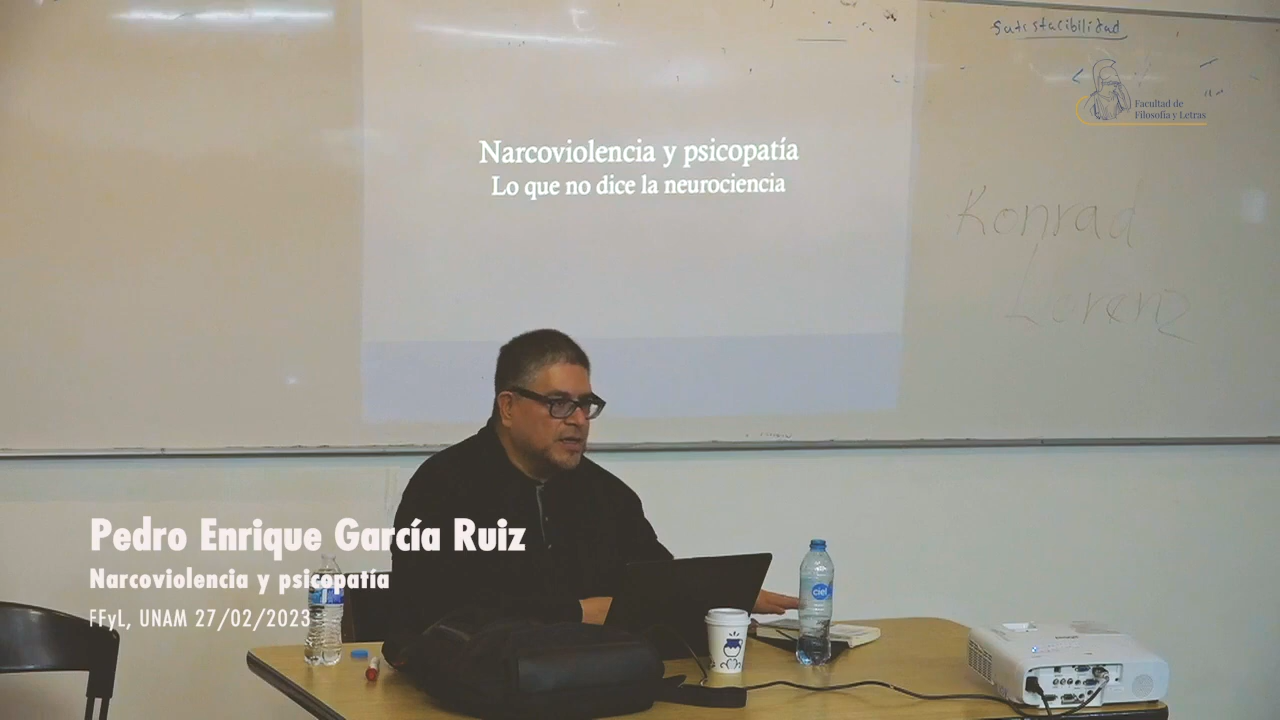 Sutistacibilidad
Facultad de
Filosofía y Letras
Narcoviolencia y psicopatía
Lo que no dice la neurociencia
Konrad
Lorenz
Pedro Enrique García Ruiz
Narcoviolencia y psicopatía
FFyL, UNAM 27/02/2023
ciel